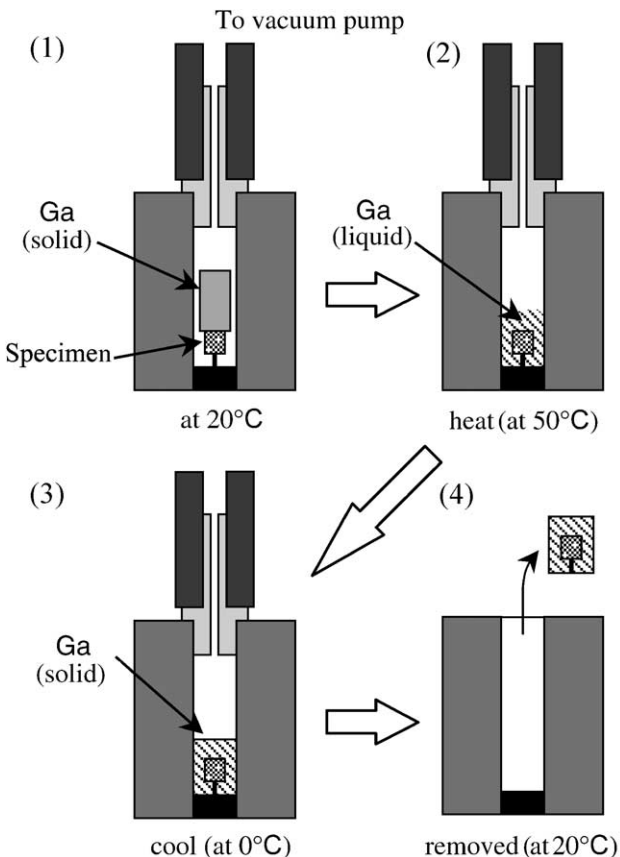 To vacuum pump
(1)
(2)
Ga
(solid)
Specimen
Ga
(liquid)
at 20°C
heat (at 50°C)
(3)
(4)
Ga
(solid)
cool (at 0°C)
removed (at 20°C)